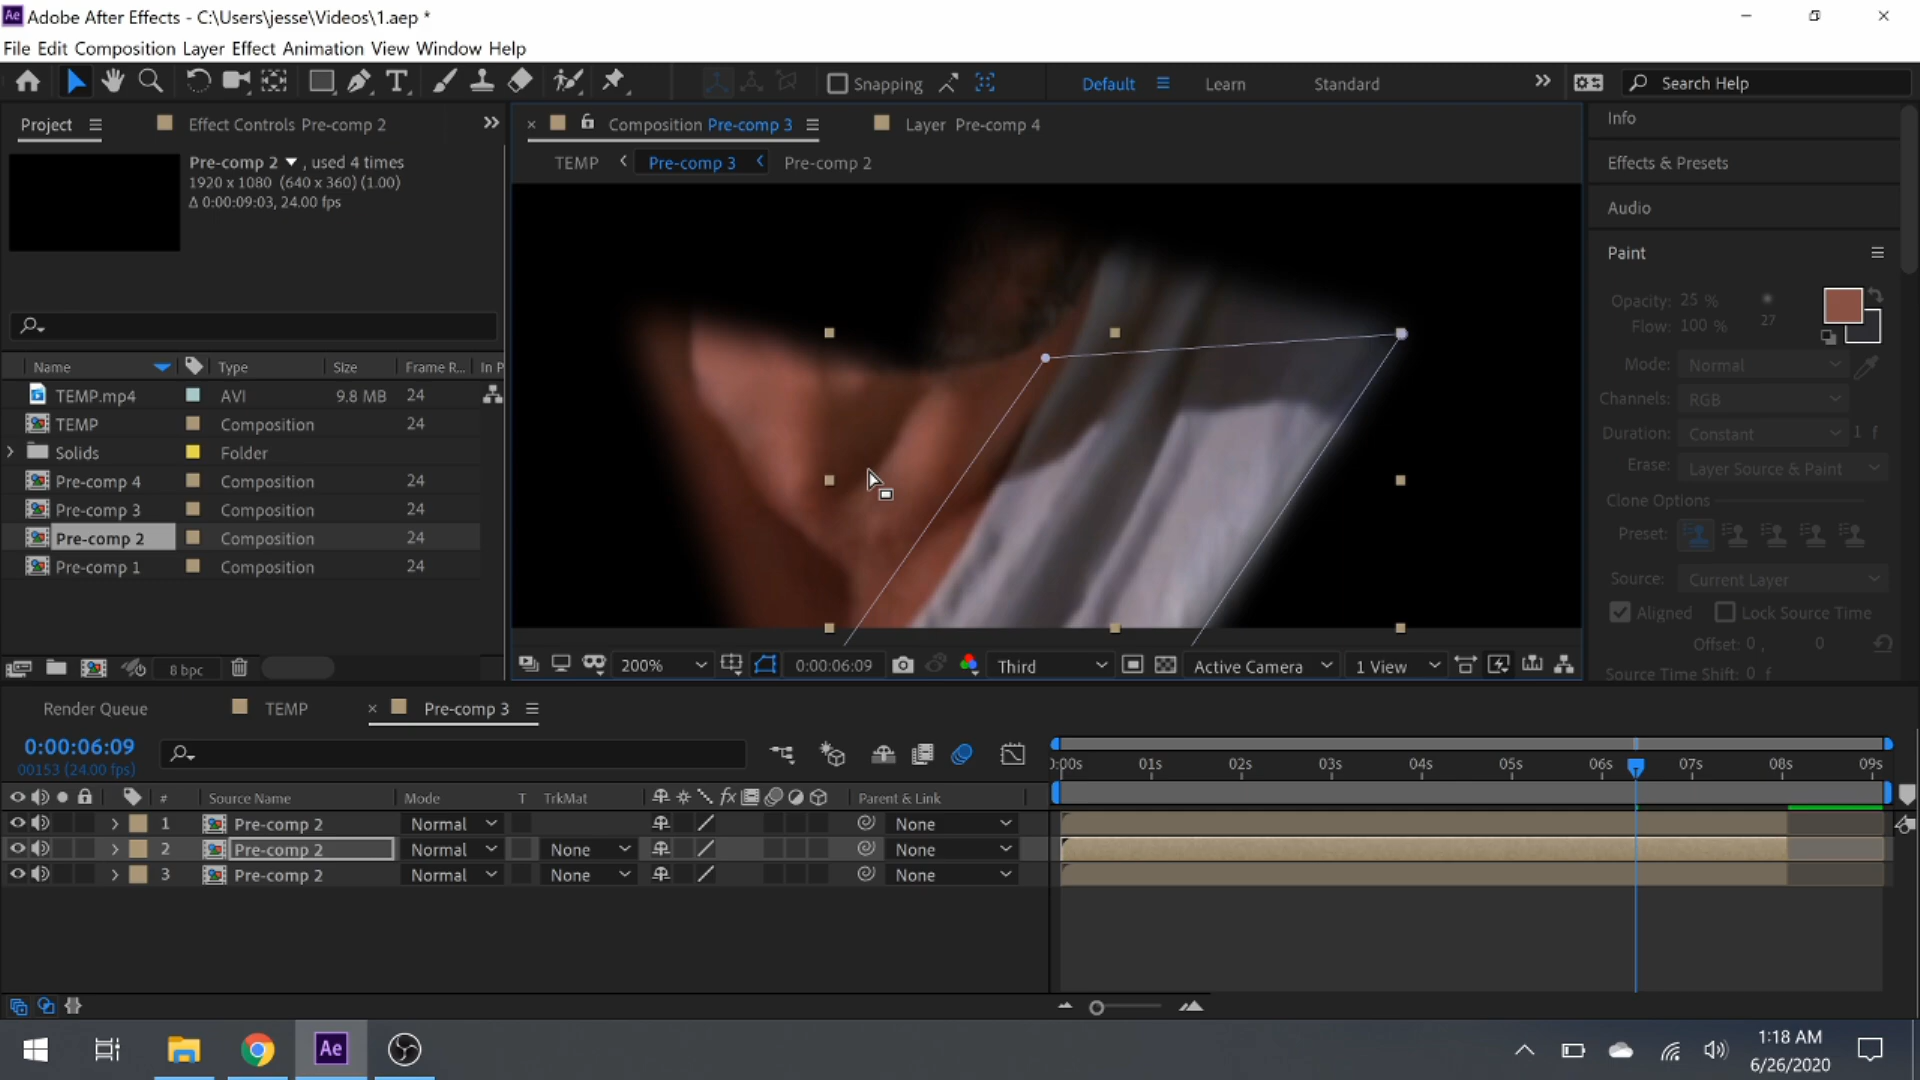 Adobe After Effects - C:\Users\jesse\Videos\1.aep *
File Edit Composition Layer Effect Animation View Window Help
Snapping
Default
Learn
Standard
Search Help
Project
Effect Controls Pre-comp 2
Pre-comp 2 , used 4 times
1920 x 1080 (640 x 360) (1.00)
Δ 0:00:09:03, 24.00 fps
Name Type Size Frame R... In P
TEMP.mp4 AVI 9.8 MB 24
TEMP Composition 24
Solids Folder
Pre-comp 4 Composition 24
Pre-comp 3 Composition 24
Pre-comp 2 Composition 24
Pre-comp 1 Composition 24
8 bpc
Composition Pre-comp 3
Layer Pre-comp 4
TEMP Pre-comp 3 Pre-comp 2
200% 0:00:06:09 Third Active Camera 1 View
Info
Effects & Presets
Audio
Paint
Opacity: 25 %
Flow: 100 % 27
Mode: Normal
Channels: RGB
Duration: Constant 1 f
Erase: Layer Source & Paint
Clone Options
Preset:
Source: Current Layer
Aligned Lock Source Time
Offset: 0 , 0
Source Time Shift: 0 f
Render Queue TEMP Pre-comp 3
0:00:06:09
00153 (24.00 fps)
# Source Name Mode T TrkMat fx Parent & Link
1 Pre-comp 2 Normal None
2 Pre-comp 2 Normal None None
3 Pre-comp 2 Normal None None
):00s 01s 02s 03s 04s 05s 06s 07s 08s 09s
Ae
1:18 AM
6/26/2020